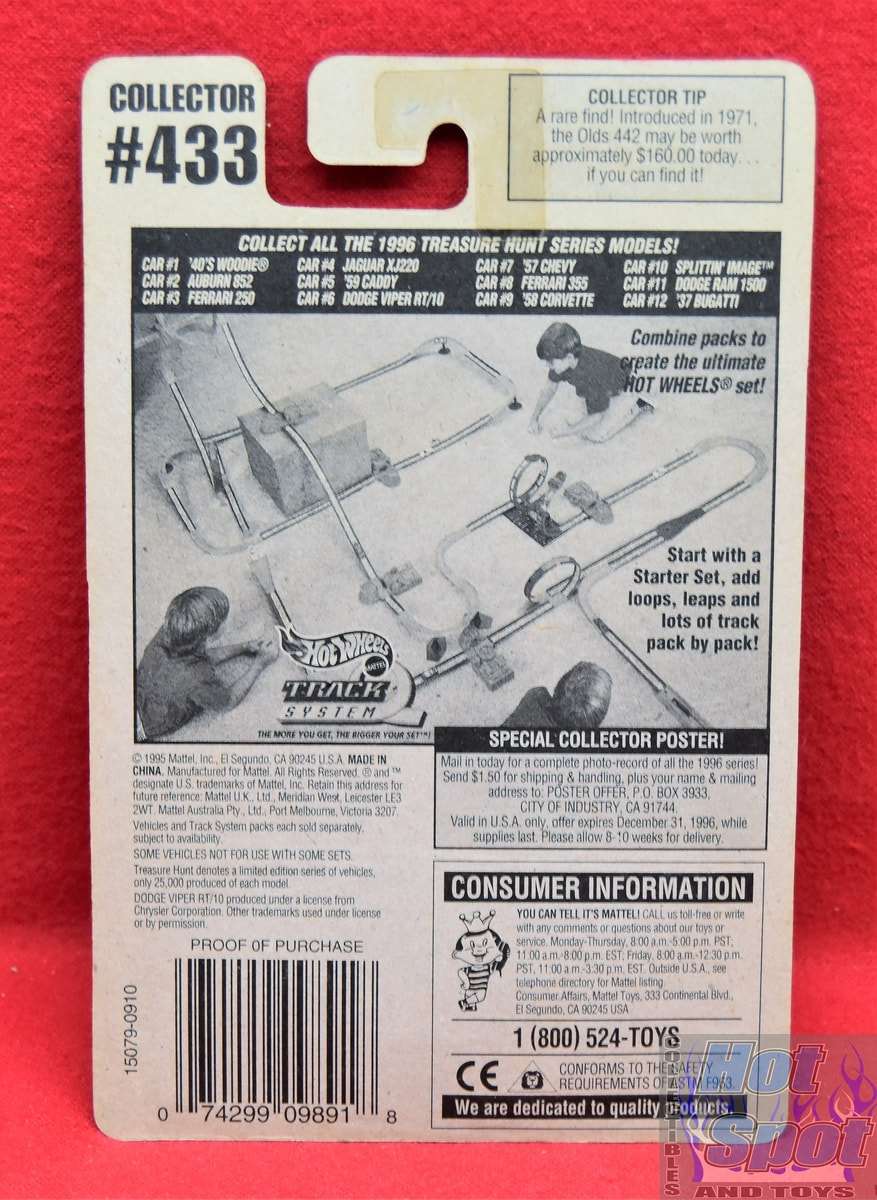 COLLECTOR
#433
COLLECTOR TIP
A rare find! Introduced in 1971,
the Olds 442 may be worth
approximately $160.00 today. . .
if you can find it!
COLLECT ALL THE 1996 TREASURE HUNT SERIES MODELS!
CAR #1 '40'S WOODIE®
CAR #2 AUBURN 852
CAR #3 FERRARI 250
CAR #4 JAGUAR XJ220
CAR #5 '59 CADDY
CAR #6 DODGE VIPER RT/10
CAR #7 '57 CHEVY
CAR #8 FERRARI 355
CAR #9 '58 CORVETTE
CAR #10 SPLITTIN' IMAGE™
CAR #11 DODGE RAM 1500
CAR #12 '37 BUGATTI
Combine packs to
create the ultimate
HOT WHEELS® set!
Start with a
Starter Set, add
loops, leaps and
lots of track
pack by pack!
HOT WHEELS
MATTEL
TRACK
SYSTEM
THE MORE YOU GET, THE BIGGER YOUR SET™!
© 1995 Mattel, Inc., El Segundo, CA 90245 U.S.A. MADE IN
CHINA. Manufactured for Mattel. All Rights Reserved. ® and ™
designate U.S. trademarks of Mattel, Inc. Retain this address for
future reference: Mattel U.K., Ltd., Meridian West, Leicester LE3
2WT. Mattel Australia Pty., Ltd., Port Melbourne, Victoria 3207.
Vehicles and Track System packs each sold separately,
subject to availability.
SOME VEHICLES NOT FOR USE WITH SOME SETS.
Treasure Hunt denotes a limited edition series of vehicles,
only 25,000 produced of each model.
DODGE VIPER RT/10 produced under a license from
Chrysler Corporation. Other trademarks used under license
or by permission.
PROOF OF PURCHASE
15079-0910
0 74299 09891 8
SPECIAL COLLECTOR POSTER!
Mail in today for a complete photo-record of all the 1996 series!
Send $1.50 for shipping & handling, plus your name & mailing
address to: POSTER OFFER, P.O. BOX 3933,
CITY OF INDUSTRY, CA 91744.
Valid in U.S.A. only, offer expires December 31, 1996, while
supplies last. Please allow 8-10 weeks for delivery.
CONSUMER INFORMATION
YOU CAN TELL IT'S MATTEL! CALL us toll-free or write
with any comments or questions about our toys or
service. Monday-Thursday, 8:00 a.m.-5:00 p.m. PST;
11:00 a.m.-8:00 p.m. EST; Friday, 8:00 a.m.-12:30 p.m.
PST, 11:00 a.m.-3:30 p.m. EST. Outside U.S.A., see
telephone directory for Mattel listing.
Consumer Affairs, Mattel Toys, 333 Continental Blvd.,
El Segundo, CA 90245 USA
1 (800) 524-TOYS
CE
CONFORMS TO THE SAFETY
REQUIREMENTS OF ASTM F963.
We are dedicated to quality products.
COLLECTIBLES
Hot
Spot
AND TOYS